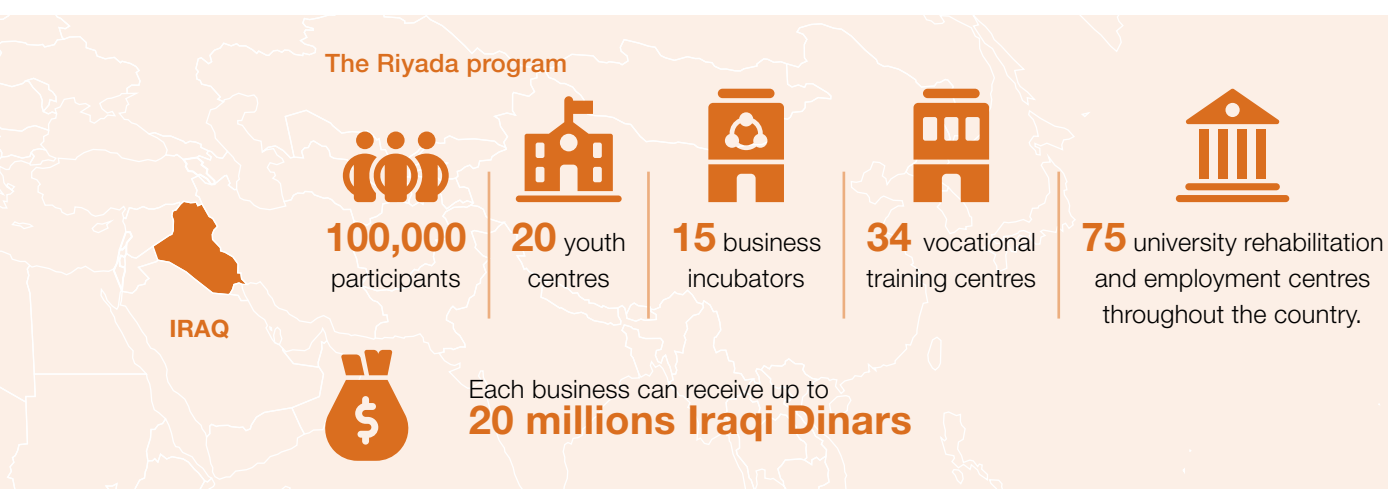 The Riyada program
100,000
participants
20 youth
centres
15 business
incubators
34 vocational
training centres
75 university rehabilitation
and employment centres
throughout the country.
IRAQ
$
Each business can receive up to
20 millions Iraqi Dinars